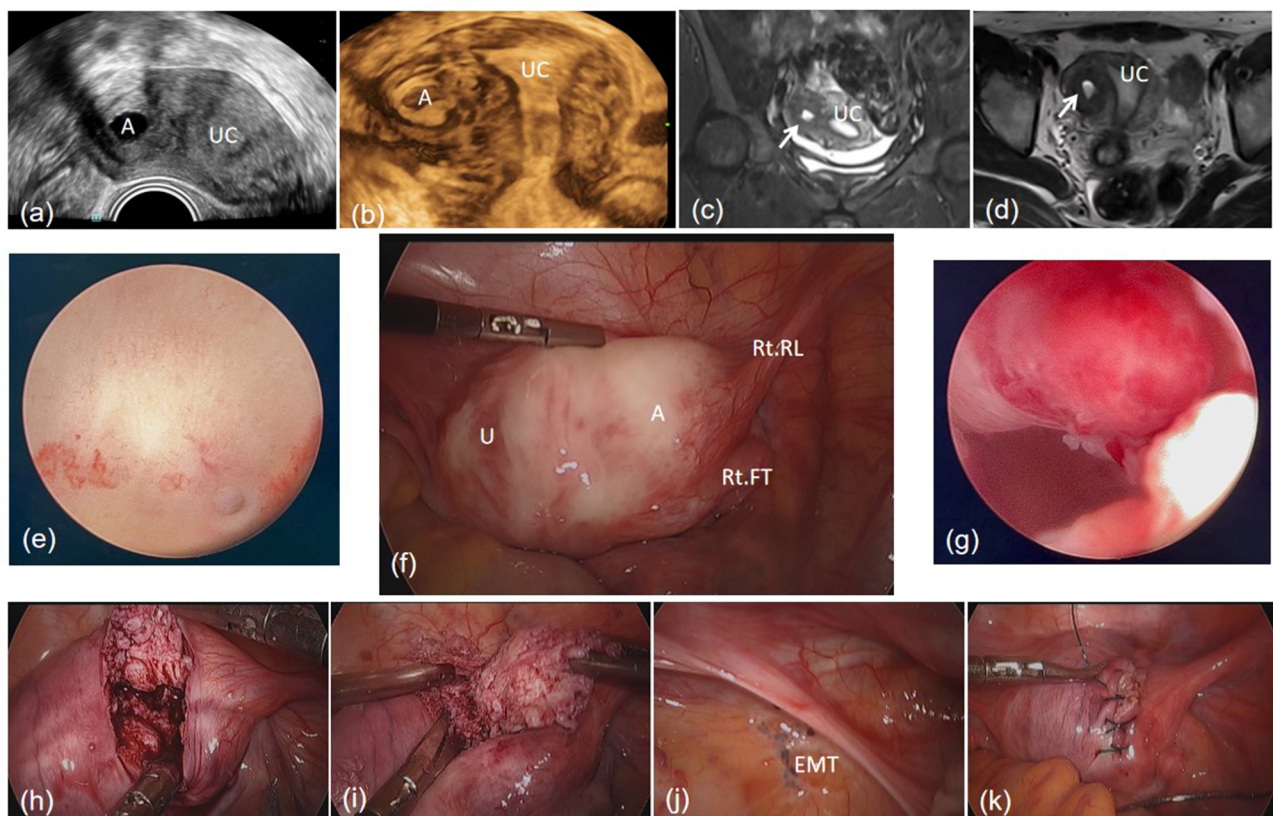 A
UC
(a)
A
UC
(b)
UC
(c)
UC
(d)
(e)
Rt.RL
A
U
Rt.FT
(f)
(g)
(h)
(i)
EMT
(j)
(k)